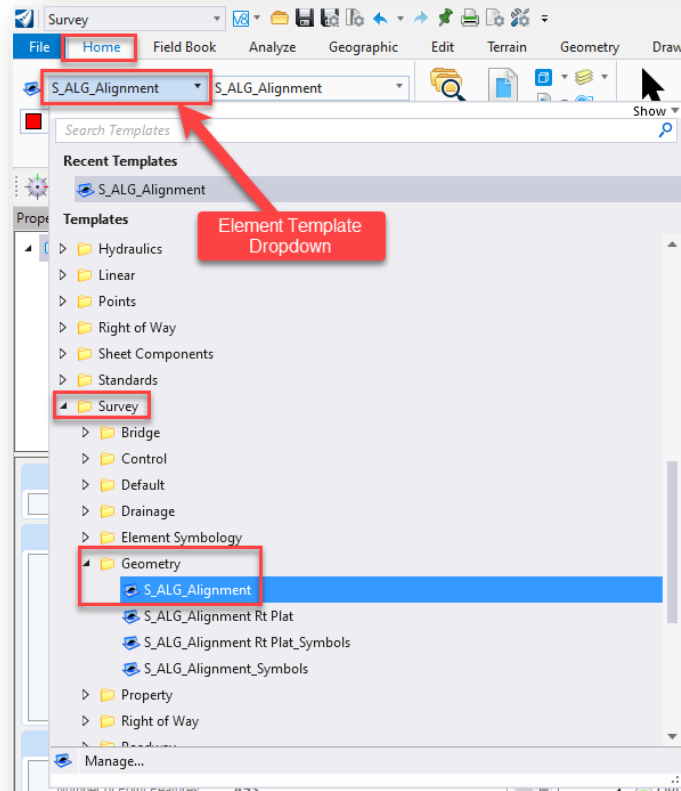 Survey
File Home Field Book Analyze Geographic Edit Terrain Geometry Draw
S_ALG_Alignment S_ALG_Alignment
Show
Search Templates
Recent Templates
S_ALG_Alignment
Prope
Templates
Element Template
Dropdown
Hydraulics
Linear
Points
Right of Way
Sheet Components
Standards
Survey
Bridge
Control
Default
Drainage
Element Symbology
Geometry
S_ALG_Alignment
S_ALG_Alignment Rt Plat
S_ALG_Alignment Rt Plat_Symbols
S_ALG_Alignment_Symbols
Property
Right of Way
Manage...